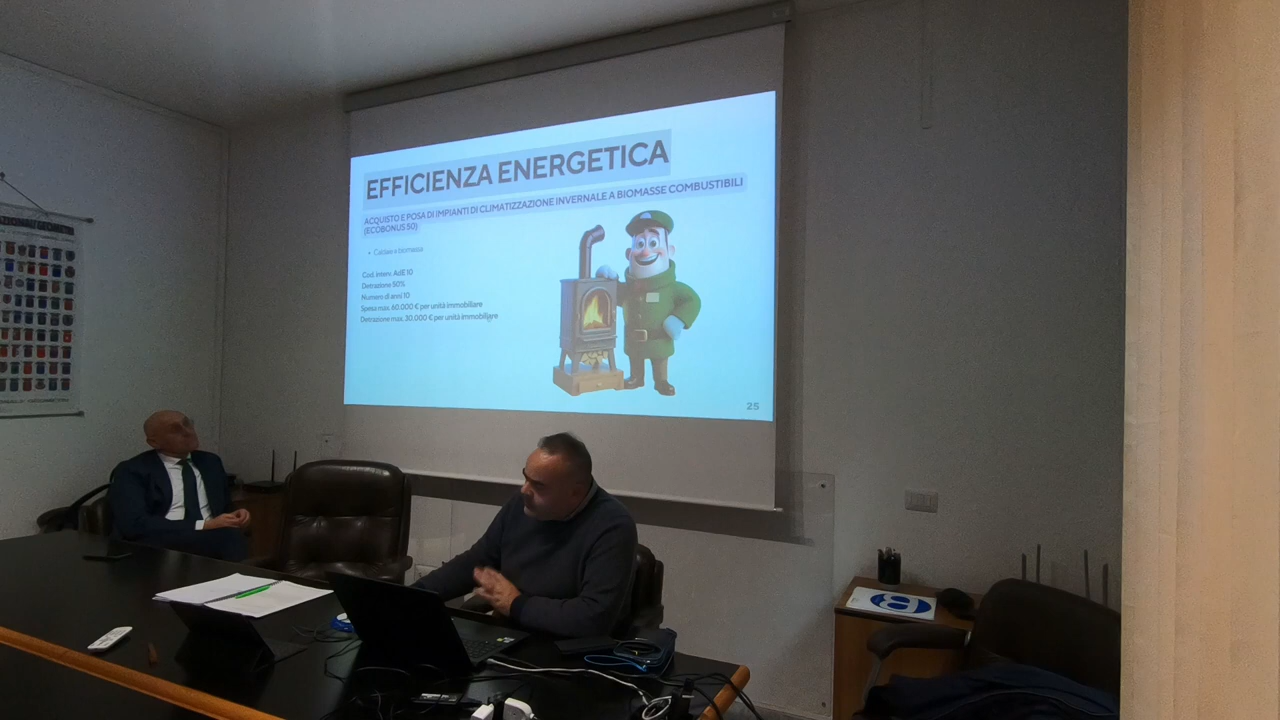 EFFICIENZA ENERGETICA
ACQUISTO E POSA DI IMPIANTI DI CLIMATIZZAZIONE INVERNALE A BIOMASSE COMBUSTIBILI
(ECOBONUS 50)
• Caldaie a biomassa
Cod. interv. AdE 10
Detrazione 50%
Numero di anni 10
Spesa max. 60.000 € per unità immobiliare
Detrazione max. 30.000 € per unità immobiliare
25